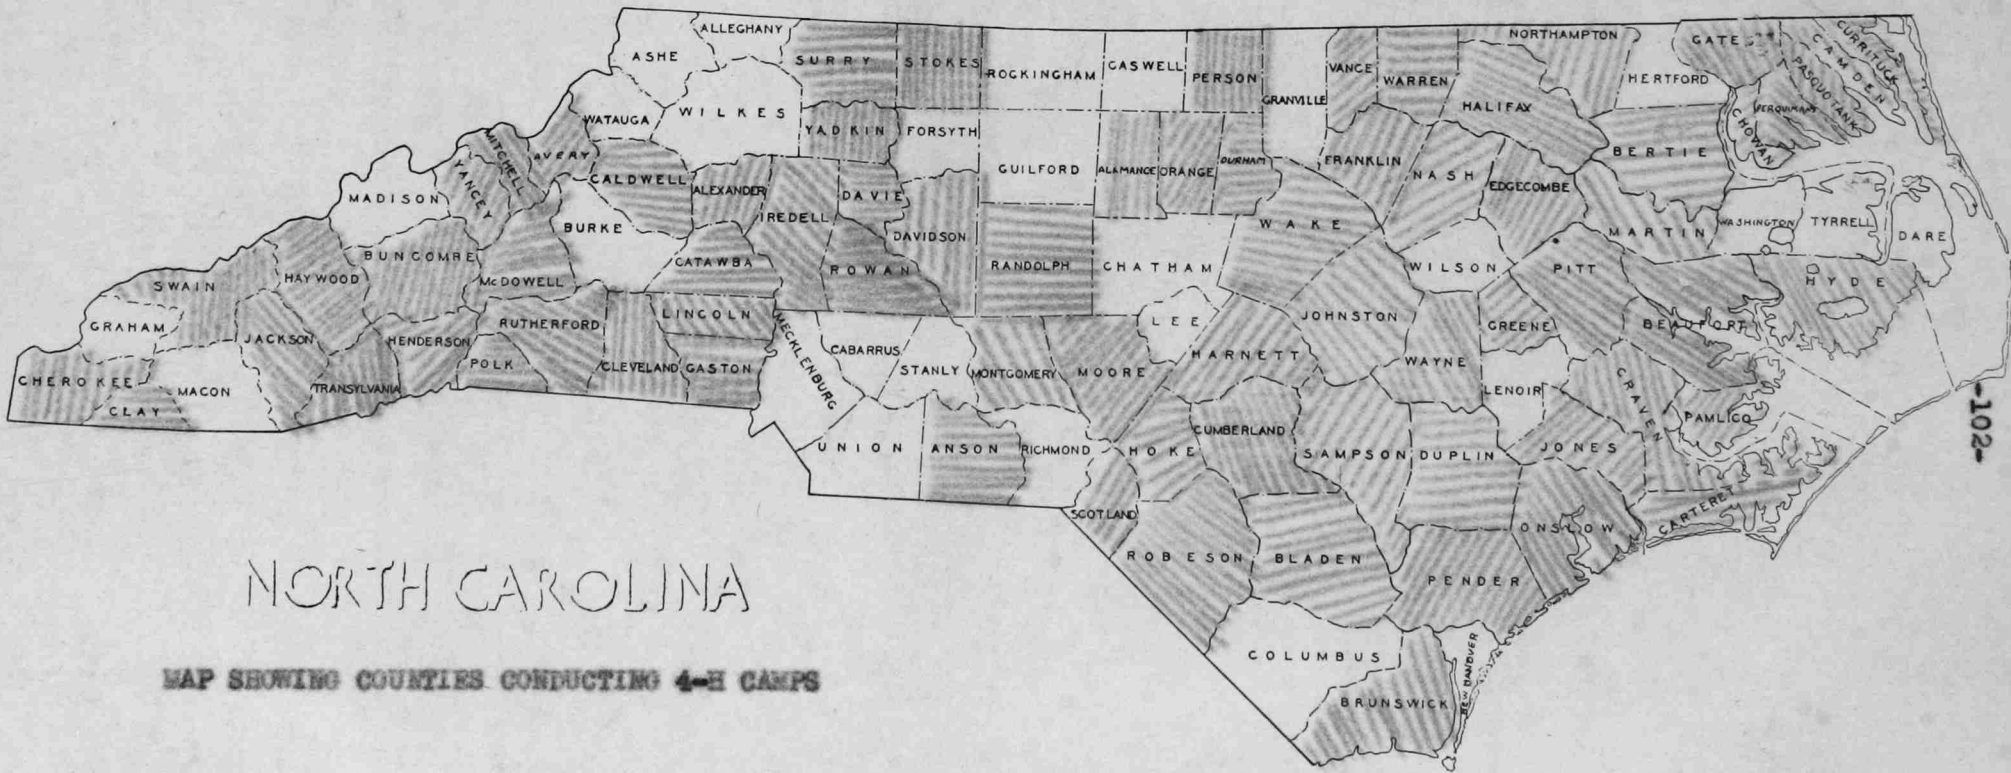 ALLEGHANY
ASHE
SURRY
STOKES
ROCKINGHAM
CASWELL
PERSON
GRANVILLE
VANCE
WARREN
NORTHAMPTON
HALIFAX
HERTFORD
GATES
CURRITUCK
CAMDEN
PASQUOTANK
PERQUIMANS
CHOWAN
WATAUGA
WILKES
YADKIN
FORSYTH
GUILFORD
ALAMANCE
ORANGE
DURHAM
FRANKLIN
NASH
EDGECOMBE
BERTIE
MITCHELL
AVERY
YANCEY
MADISON
CALDWELL
ALEXANDER
IREDELL
DAVIE
DAVIDSON
RANDOLPH
CHATHAM
WAKE
WILSON
MARTIN
WASHINGTON
TYRRELL
DARE
BURKE
BUNCOMBE
McDOWELL
CATAWBA
ROWAN
HAYWOOD
SWAIN
GRAHAM
JACKSON
HENDERSON
RUTHERFORD
LINCOLN
POLK
CLEVELAND
GASTON
MECKLENBURG
CABARRUS
STANLY
MONTGOMERY
MOORE
LEE
HARNETT
JOHNSTON
WAYNE
GREENE
PITT
BEAUFORT
HYDE
CHEROKEE
CLAY
MACON
TRANSYLVANIA
UNION
ANSON
RICHMOND
HOKE
CUMBERLAND
SAMPSON
DUPLIN
LENOIR
JONES
CRAVEN
PAMLICO
SCOTLAND
ROBESON
BLADEN
PENDER
ONSLOW
CARTERET
COLUMBUS
BRUNSWICK
NEW HANOVER
NORTH CAROLINA
MAP SHOWING COUNTIES CONDUCTING 4-H CAMPS
-102-